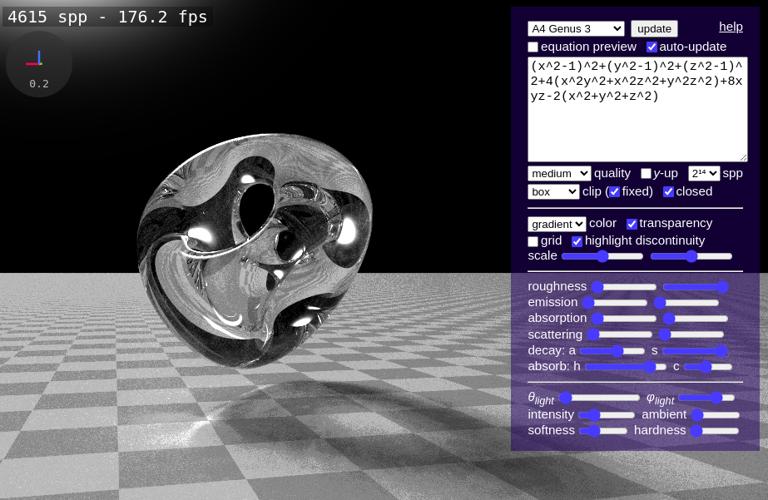 4615 spp - 176.2 fps
0.2
A4 Genus 3 update help
equation preview auto-update
(x^2-1)^2+(y^2-1)^2+(z^2-1)^
2+4(x^2y^2+x^2z^2+y^2z^2)+8x
yz-2(x^2+y^2+z^2)
medium quality y-up 2¹⁴ spp
box clip (fixed) closed
gradient color transparency
grid highlight discontinuity
scale
roughness
emission
absorption
scattering
decay: a s
absorb: h c
θlight φlight
intensity ambient
softness hardness